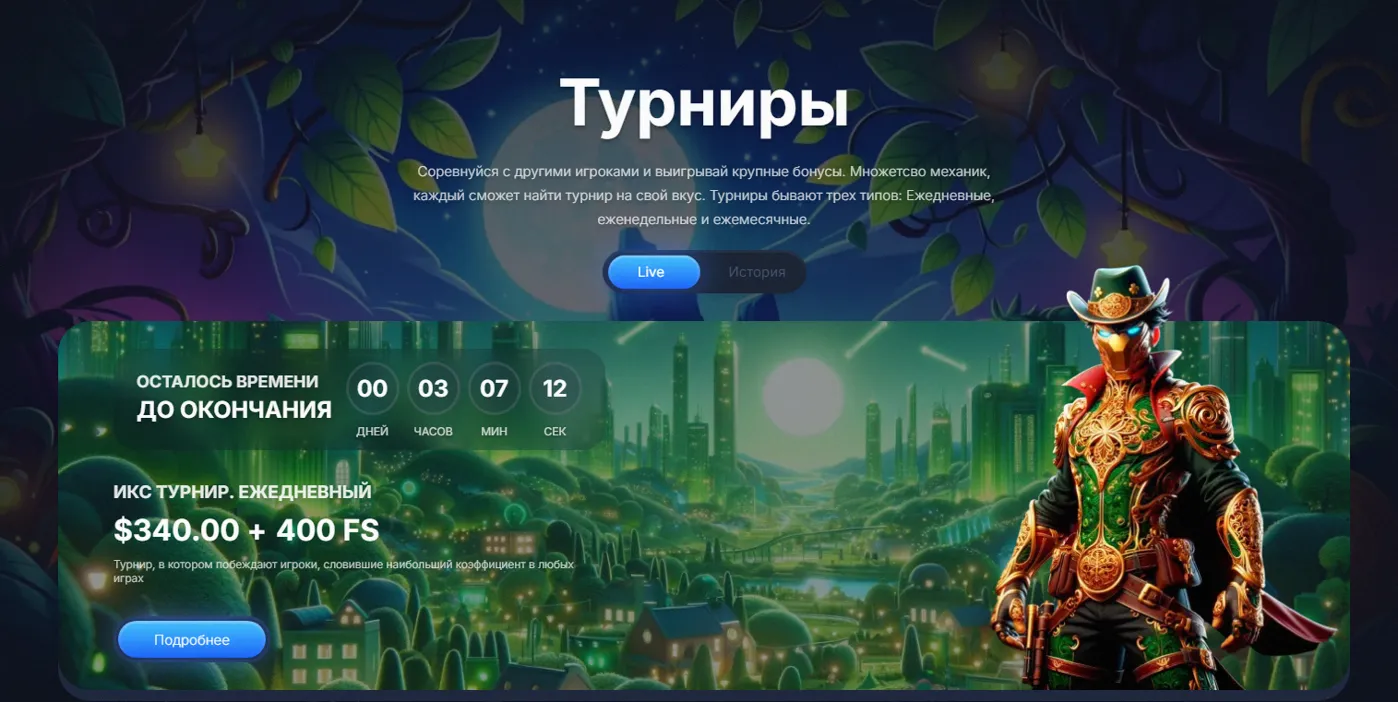 Турниры
Соревнуйся с другими игроками и выигрывай крупные бонусы. Множетсво механик,
каждый сможет найти турнир на свой вкус. Турниры бывают трех типов: Ежедневные,
еженедельные и ежемесячные.
Live История
ОСТАЛОСЬ ВРЕМЕНИ
ДО ОКОНЧАНИЯ
00 03 07 12
ДНЕЙ ЧАСОВ МИН СЕК
ИКС ТУРНИР. ЕЖЕДНЕВНЫЙ
$340.00 + 400 FS
Турнир, в котором побеждают игроки, словившие наибольший коэффициент в любых
играх
Подробнее